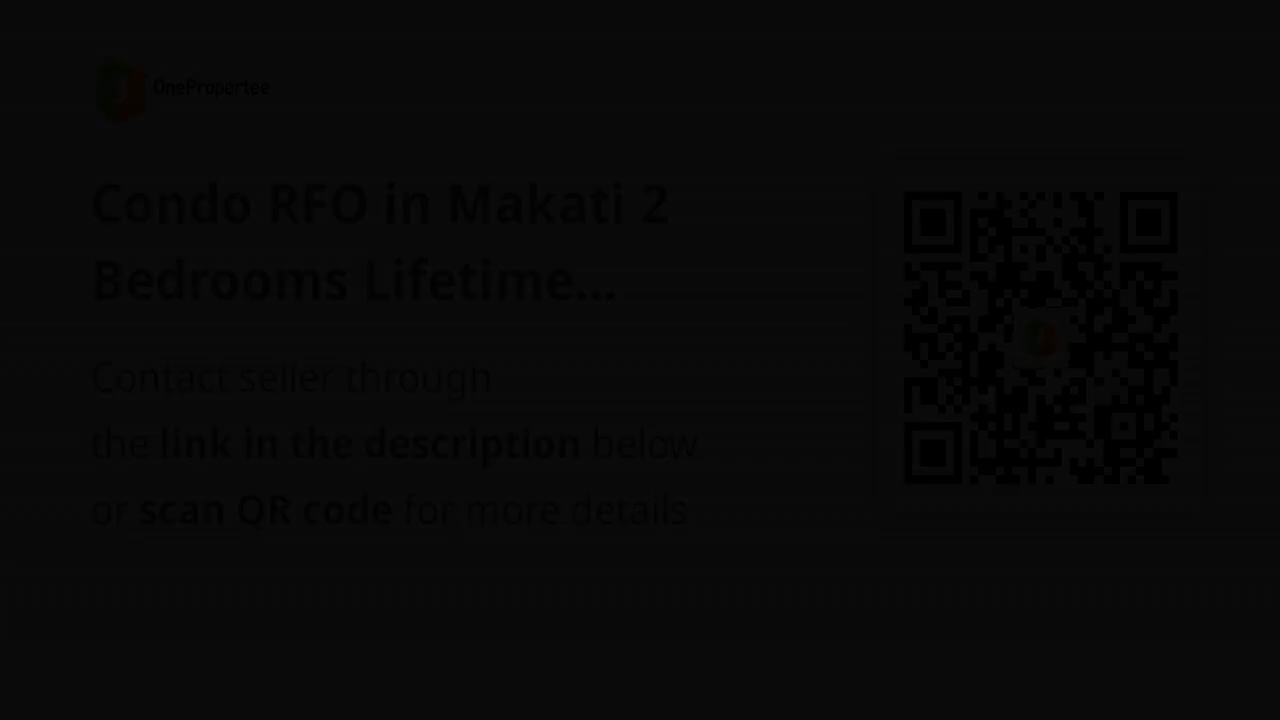 OnePropertee
Condo RFO in Makati 2
Bedrooms Lifetime...
Contact seller through
the link in the description below
or scan QR code for more details